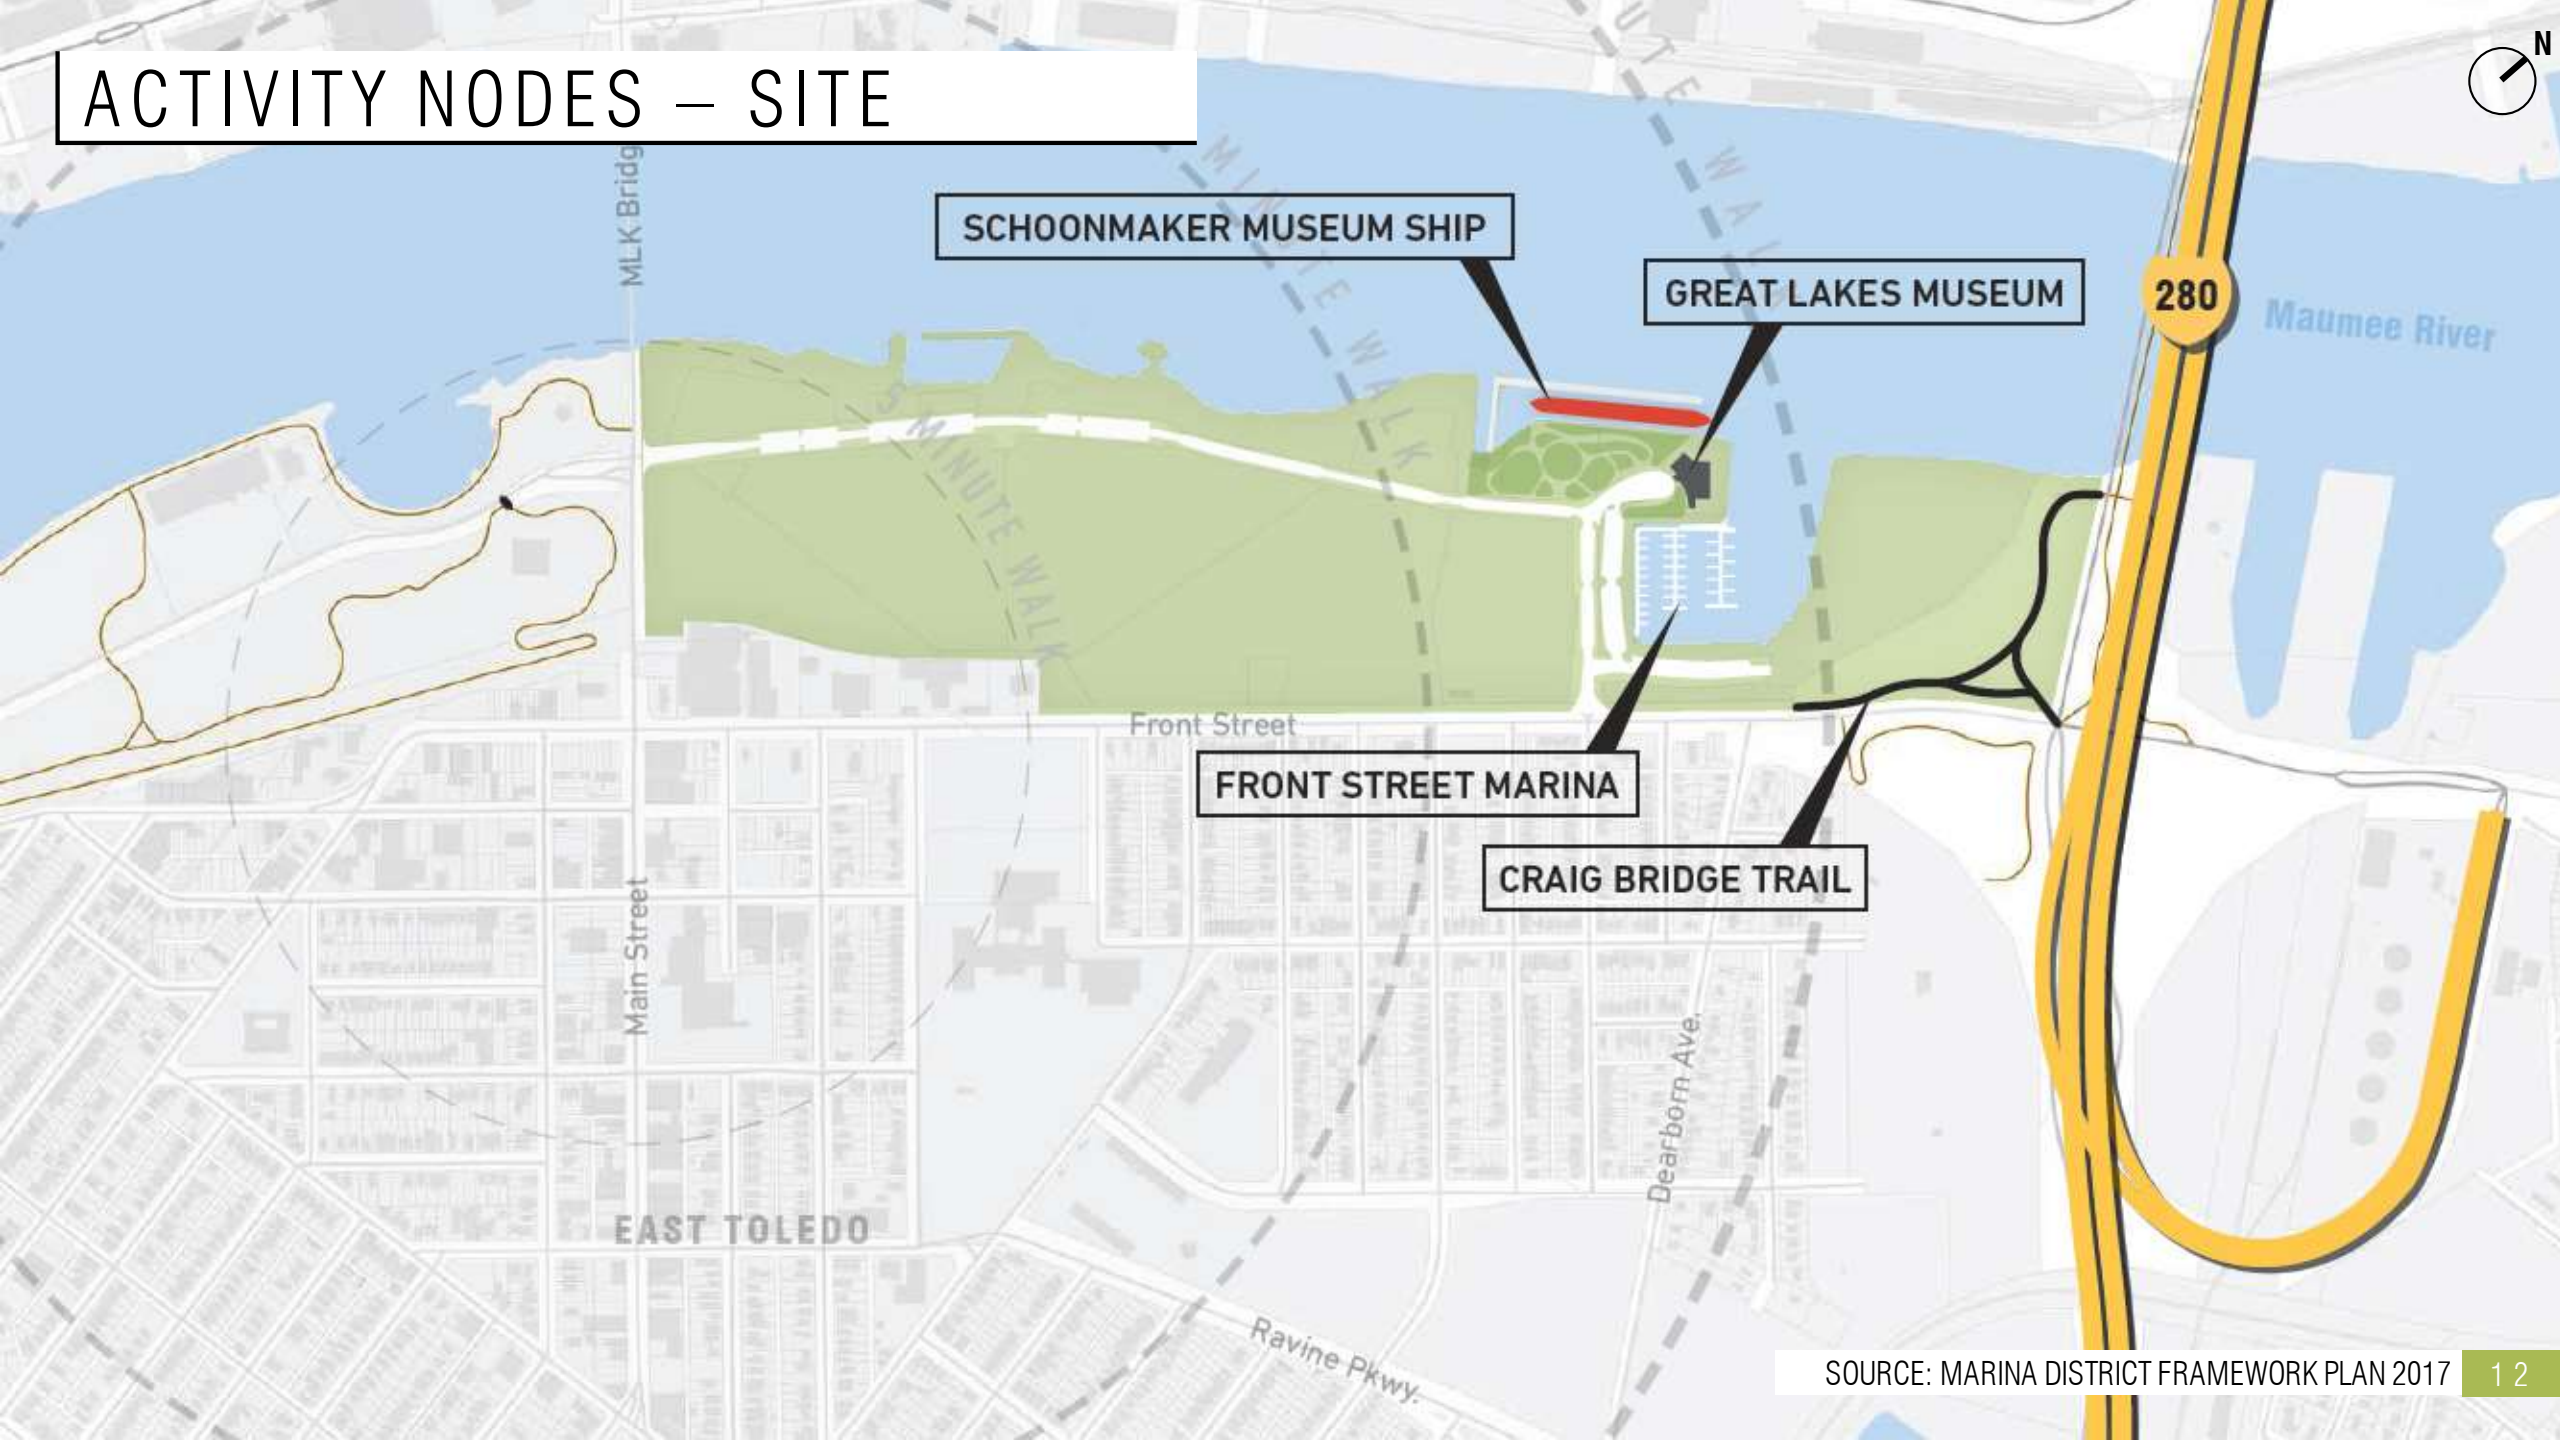 N
ACTIVITY NODES – SITE
UTE WALK
MINUTE WALK
MLK Bridg
SCHOONMAKER MUSEUM SHIP
GREAT LAKES MUSEUM
280
Maumee River
5 MINUTE WALK
Front Street
FRONT STREET MARINA
CRAIG BRIDGE TRAIL
Main Street
Dearborn Ave.
EAST TOLEDO
Ravine Pkwy.
SOURCE: MARINA DISTRICT FRAMEWORK PLAN 2017
12